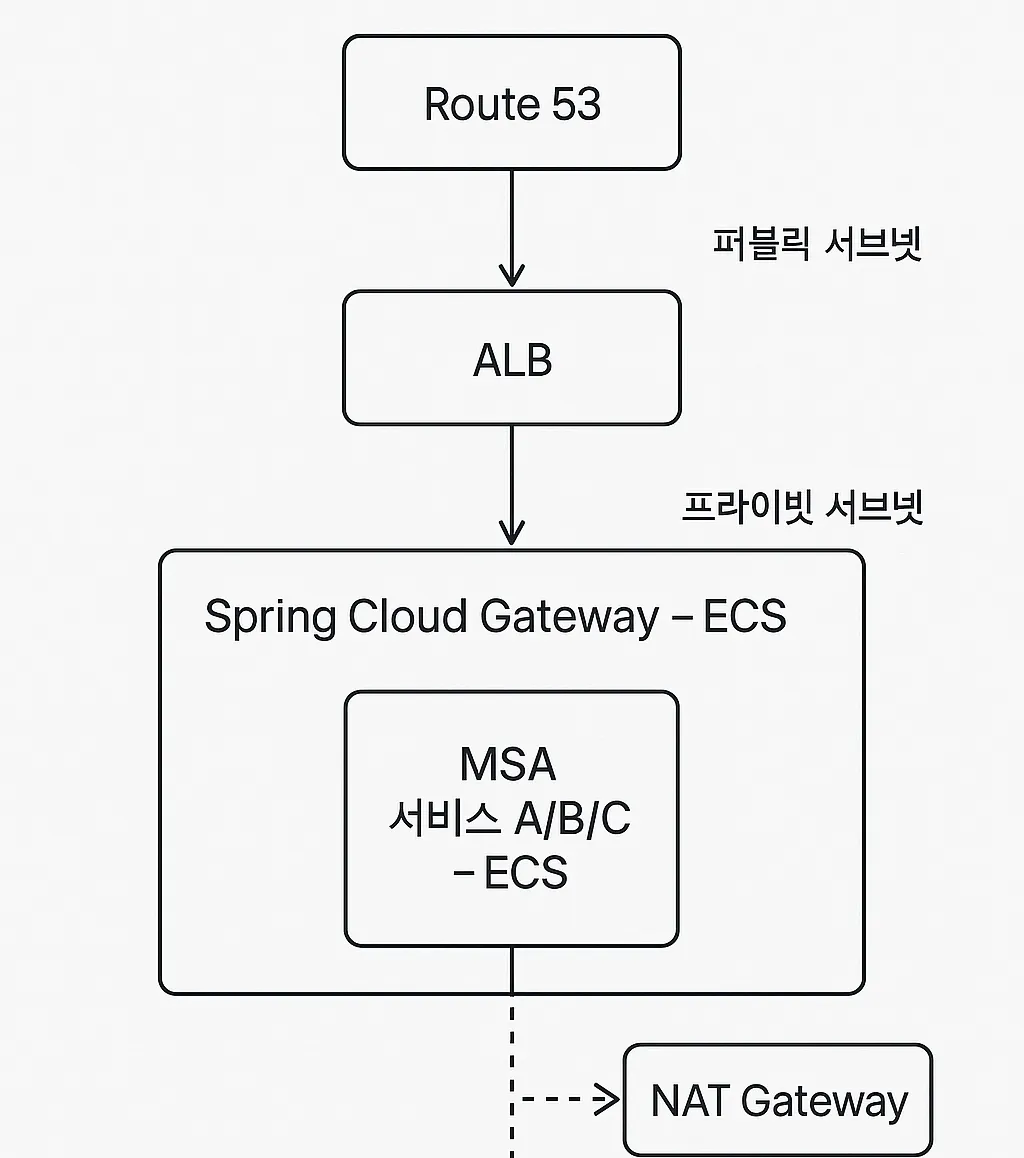 Route 53
퍼블릭 서브넷
ALB
프라이빗 서브넷
Spring Cloud Gateway – ECS
MSA
서비스 A/B/C
– ECS
NAT Gateway